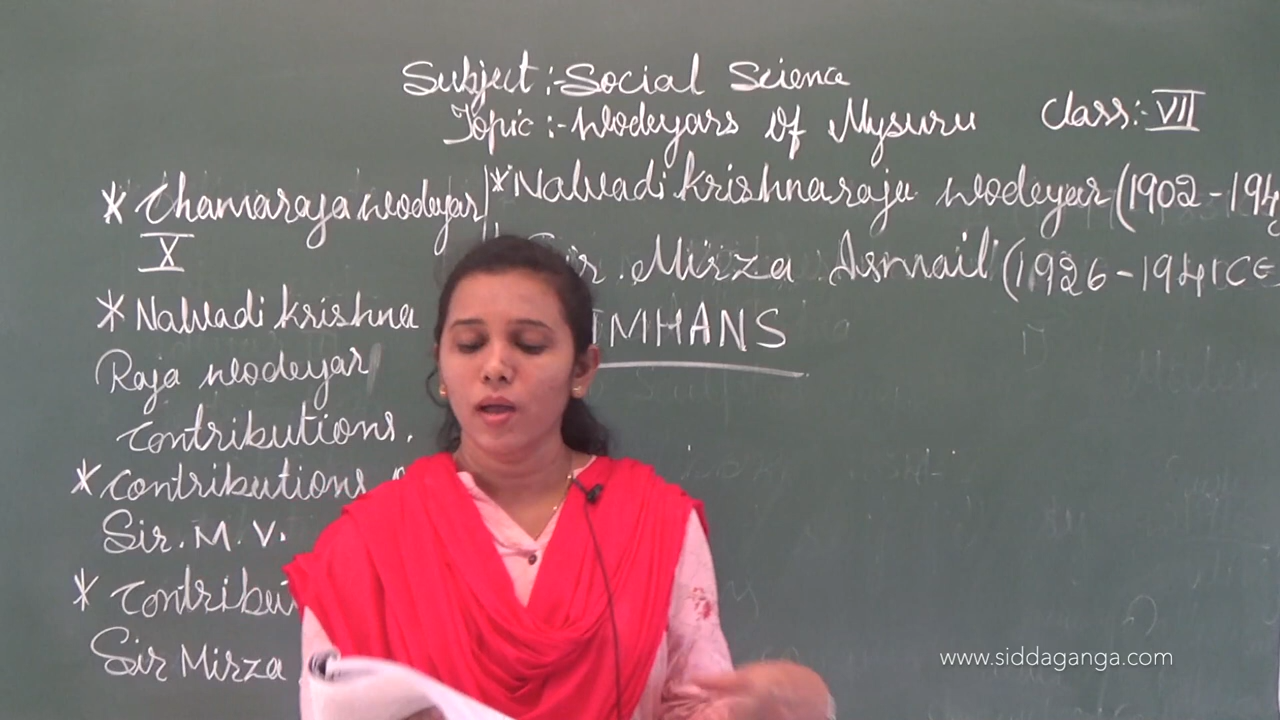 Subject :- Social Science
Topic :- Wodeyars of Mysuru Class:- VII
* Chamaraja Wodeyar
X
* Nalwadi Krishna
Raja Wodeyar
Contributions.
* Contributions
Sir. M. V.
* Contribu
Sir Mirza
* Nalwadi Krishnaraja Wodeyar (1902 - 194
Sir. Mirza Asmail (1926 - 1941 CE
IMHANS
www.siddaganga.com